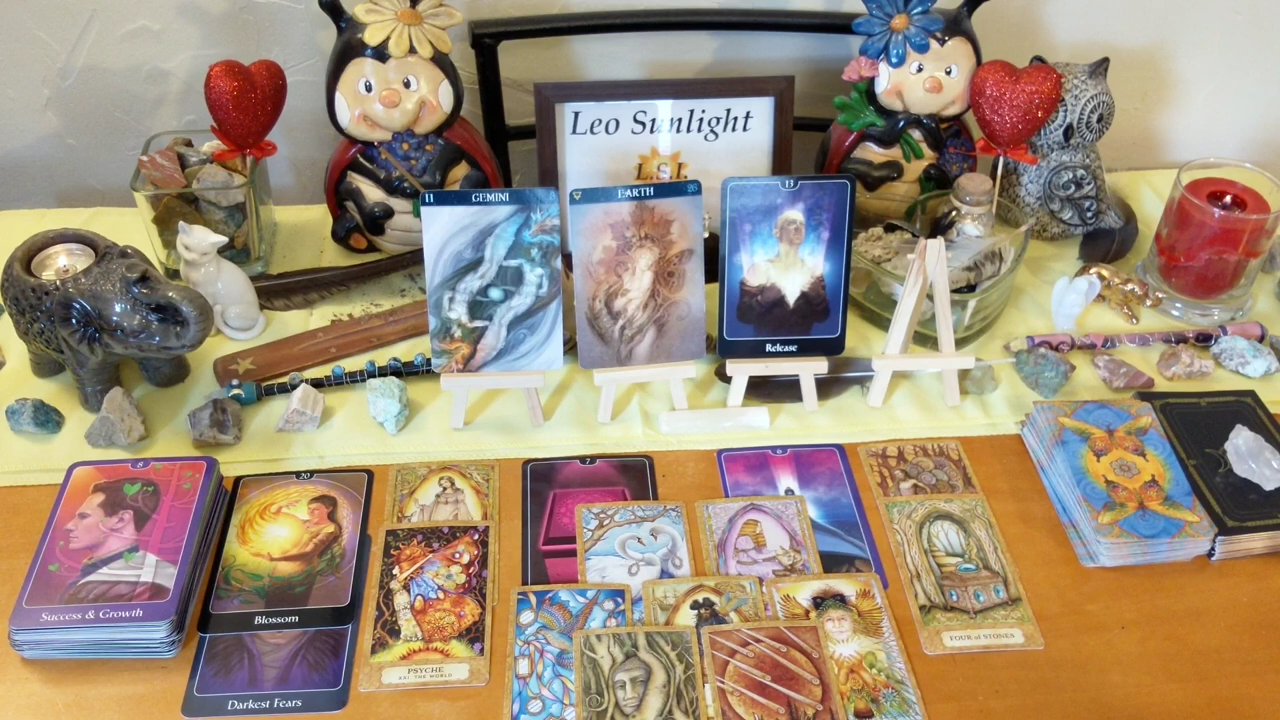 Leo Sunlight
L.S.I.
11 GEMINI
EARTH 26
13
Release
8
Success & Growth
20
Blossom
Darkest Fears
PSYCHE
XXI. THE WORLD
7
6
FOUR of STONES